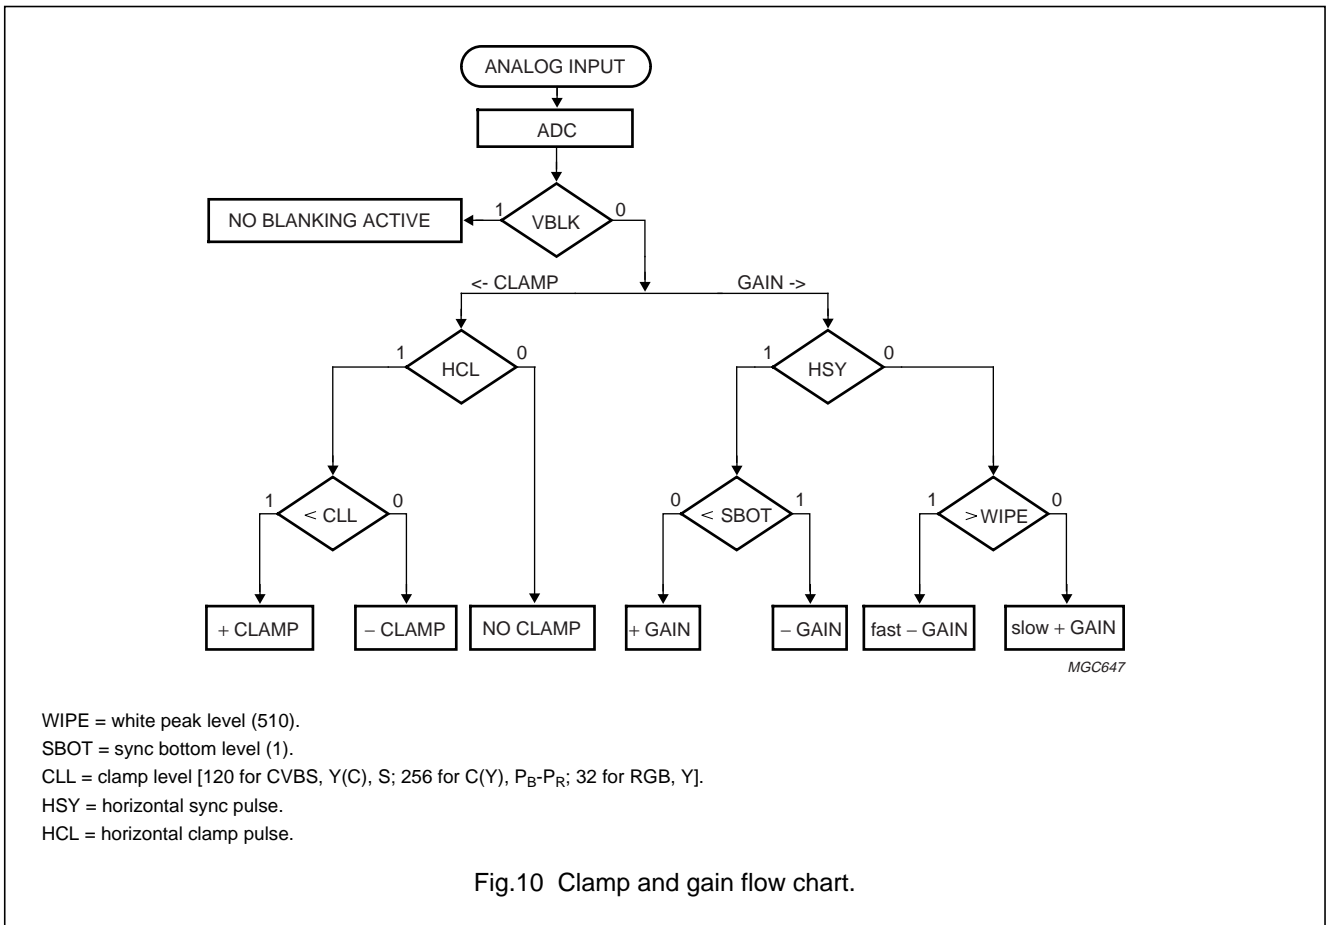 ANALOG INPUT
ADC
1 VBLK 0
NO BLANKING ACTIVE
<- CLAMP GAIN ->
1 HCL 0 1 HSY 0
1 < CLL 0 0 < SBOT 1 1 > WIPE 0
+ CLAMP − CLAMP NO CLAMP + GAIN − GAIN fast − GAIN slow + GAIN
MGC647
WIPE = white peak level (510).
SBOT = sync bottom level (1).
CLL = clamp level [120 for CVBS, Y(C), S; 256 for C(Y), PB-PR; 32 for RGB, Y].
HSY = horizontal sync pulse.
HCL = horizontal clamp pulse.
Fig.10 Clamp and gain flow chart.